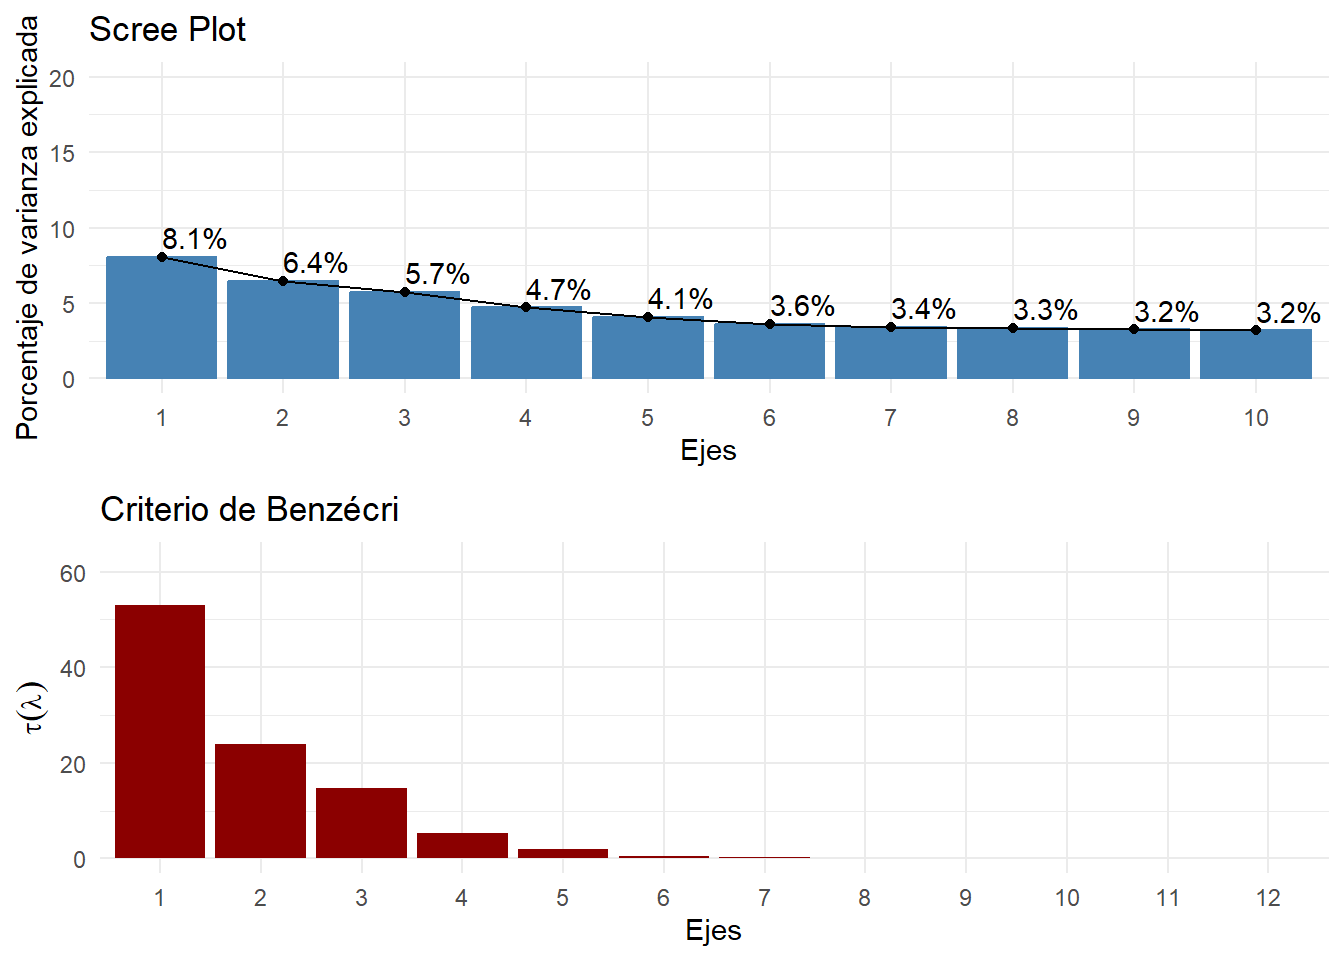 Scree Plot
Porcentaje de varianza explicada
20
15
10
5
0
8.1%
6.4%
5.7%
4.7%
4.1%
3.6%
3.4%
3.3%
3.2%
3.2%
1 2 3 4 5 6 7 8 9 10
Ejes
Criterio de Benzécri
τ(λ)
60
40
20
0
1 2 3 4 5 6 7 8 9 10 11 12
Ejes